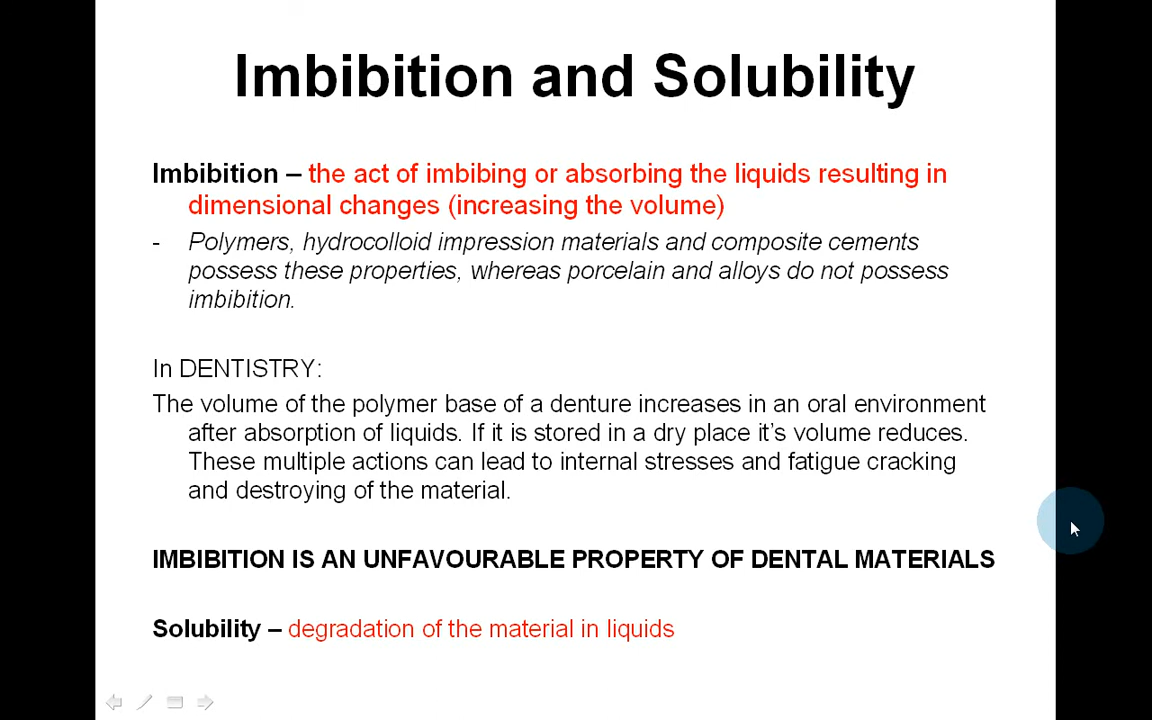 Imbibition and Solubility
Imbibition – the act of imbibing or absorbing the liquids resulting in
dimensional changes (increasing the volume)
- Polymers, hydrocolloid impression materials and composite cements
possess these properties, whereas porcelain and alloys do not possess
imbibition.
In DENTISTRY:
The volume of the polymer base of a denture increases in an oral environment
after absorption of liquids. If it is stored in a dry place it’s volume reduces.
These multiple actions can lead to internal stresses and fatigue cracking
and destroying of the material.
IMBIBITION IS AN UNFAVOURABLE PROPERTY OF DENTAL MATERIALS
Solubility – degradation of the material in liquids